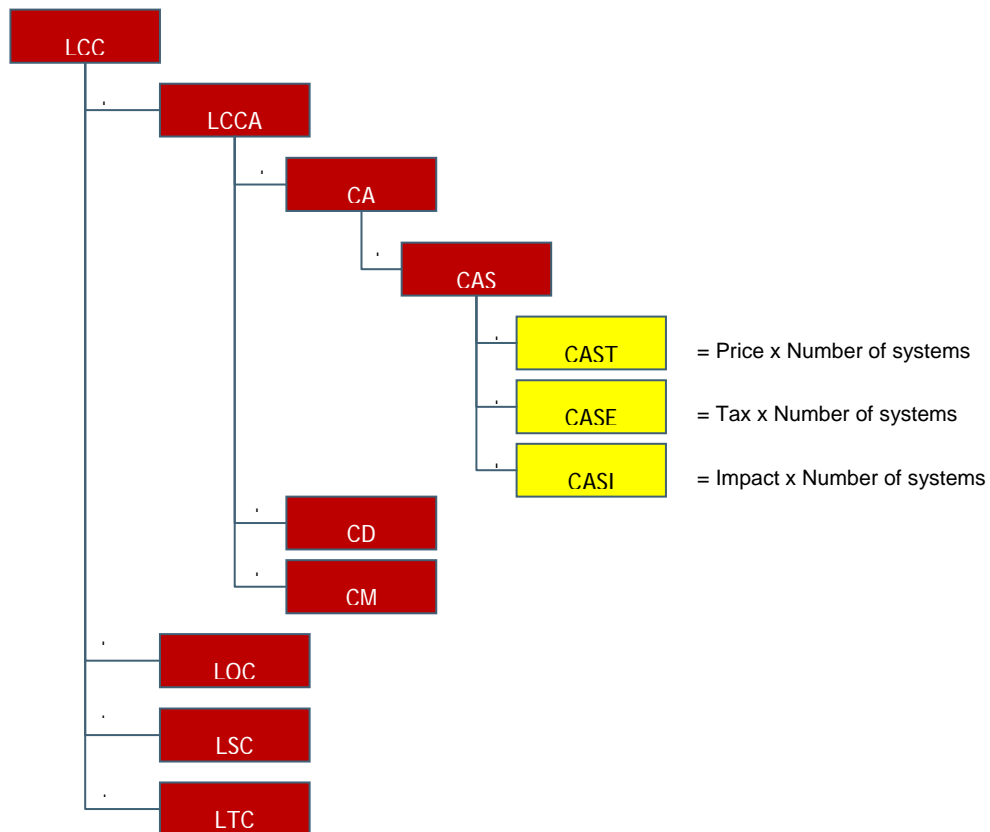 LCC
LCCA
CA
CAS
CAST = Price x Number of systems
CASE = Tax x Number of systems
CASI = Impact x Number of systems
CD
CM
LOC
LSC
LTC